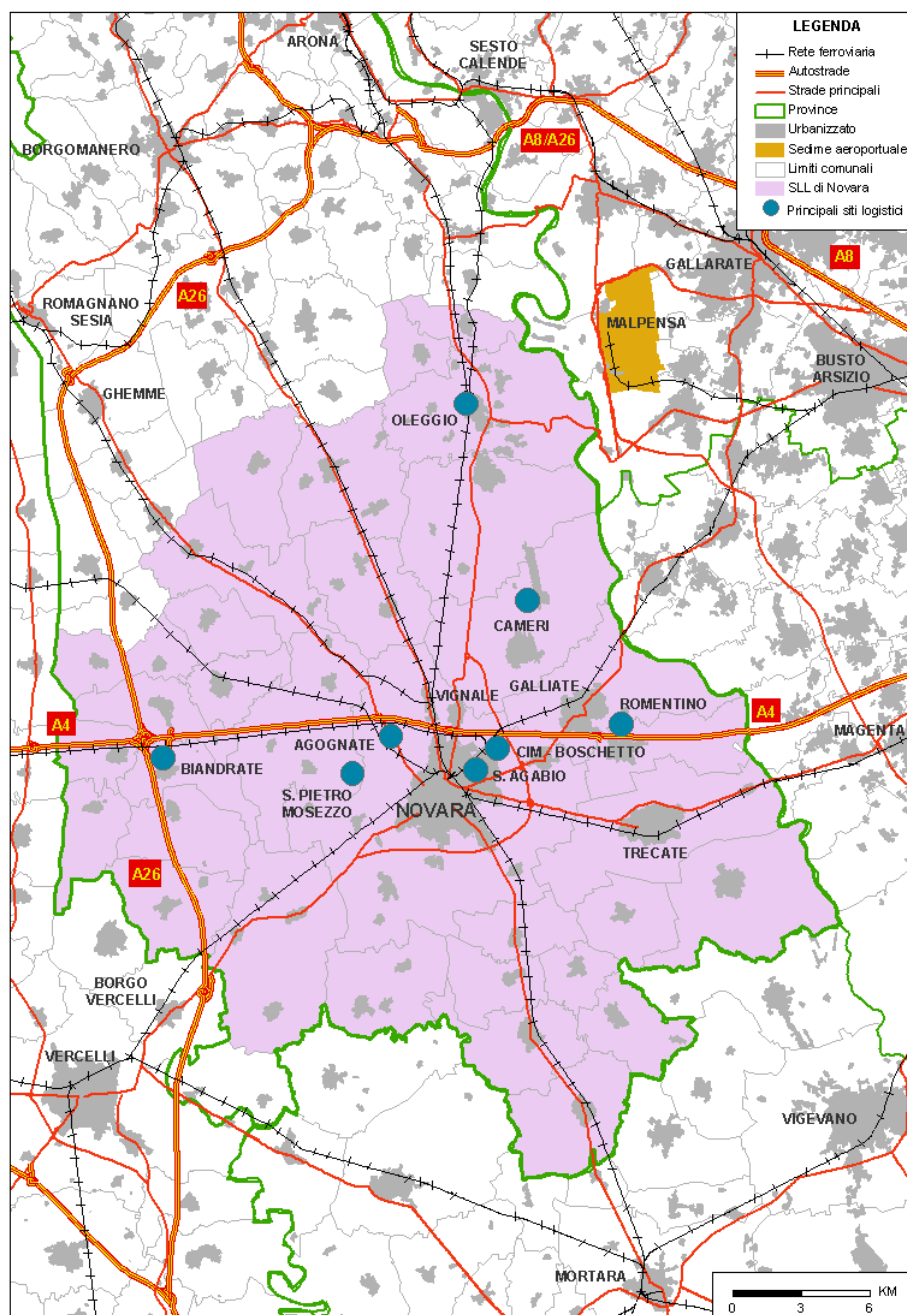 LEGENDA
Rete ferroviaria
Autostrade
Strade principali
Province
Urbanizzato
Sedime aeroportuale
Limiti comunali
SLL di Novara
Principali siti logistici
ARONA
SESTO
CALENDE
BORGOMANERO
A8/A26
GALLARATE
A8
A26
ROMAGNANO
SESIA
MALPENSA
BUSTO
ARSIZIO
GHEMME
OLEGGIO
CAMERI
VIGNALE
GALLIATE
ROMENTINO
A4
A4
MAGENTA
AGOGNATE
CIM - BOSCHETTO
BIANDRATE
S. AGABIO
S. PIETRO
MOSEZZO
NOVARA
TRECATE
A26
BORGO
VERCELLI
VERCELLI
VIGEVANO
MORTARA
KM
0 3 6